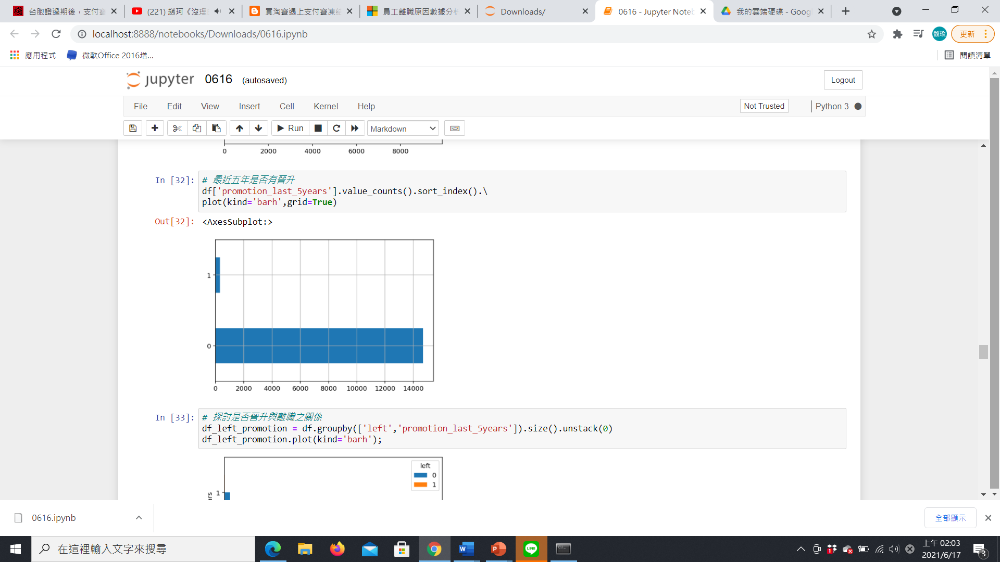 台胞證過期後，支付寶
(221) 趙珂《沒理由
買淘寶遇上支付寶凍結
員工離職原因數據分析
Downloads/
0616 - Jupyter Noteb
我的雲端硬碟 - Goog
localhost:8888/notebooks/Downloads/0616.ipynb
馥瑜
更新
應用程式
微軟Office 2016增...
閱讀清單
jupyter
0616
(autosaved)
Logout
File
Edit
View
Insert
Cell
Kernel
Help
Not Trusted
Python 3
Run
Markdown
0 2000 4000 6000 8000
In [32]:
# 最近五年是否有晉升
df['promotion_last_5years'].value_counts().sort_index().\
plot(kind='barh',grid=True)
Out[32]:
<AxesSubplot:>
1
0
0 2000 4000 6000 8000 10000 12000 14000
In [33]:
# 探討是否晉升與離職之關係
df_left_promotion = df.groupby(['left','promotion_last_5years']).size().unstack(0)
df_left_promotion.plot(kind='barh');
left
0
1
1
ars
0616.ipynb
全部顯示
在這裡輸入文字來搜尋
LINE
上午 02:03
2021/6/17
1
3